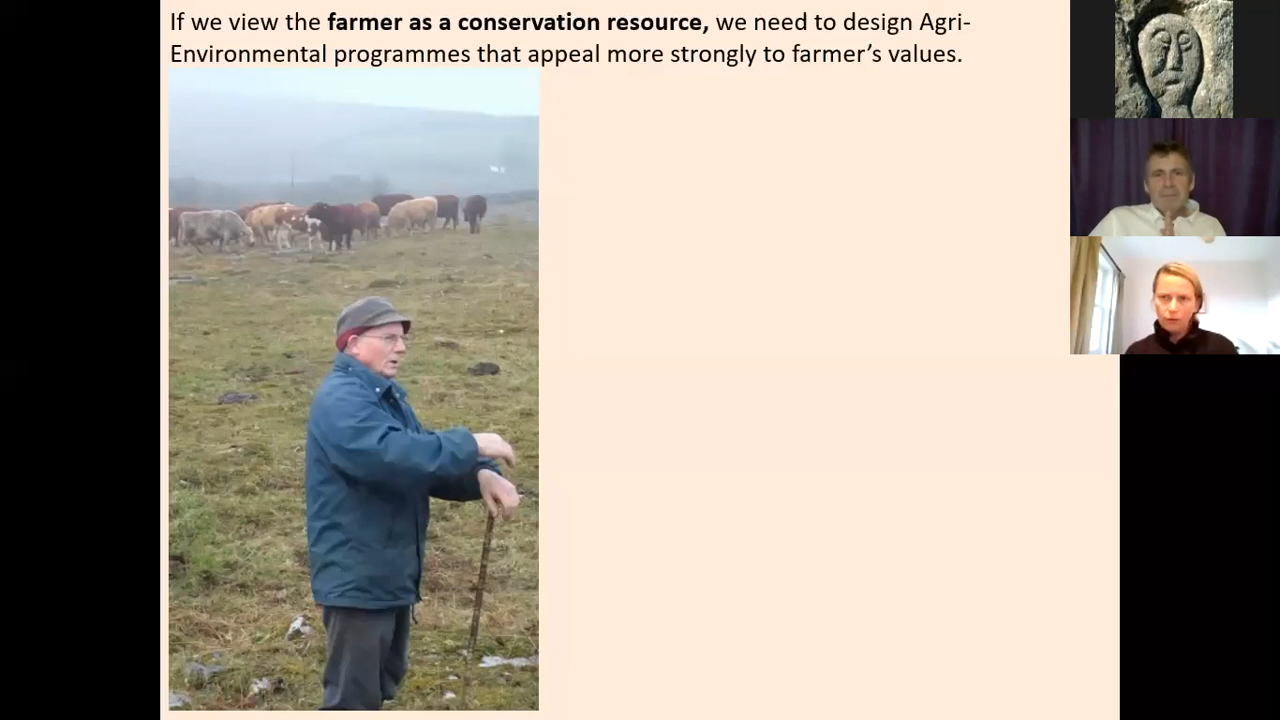 If we view the farmer as a conservation resource, we need to design Agri-
Environmental programmes that appeal more strongly to farmer's values.